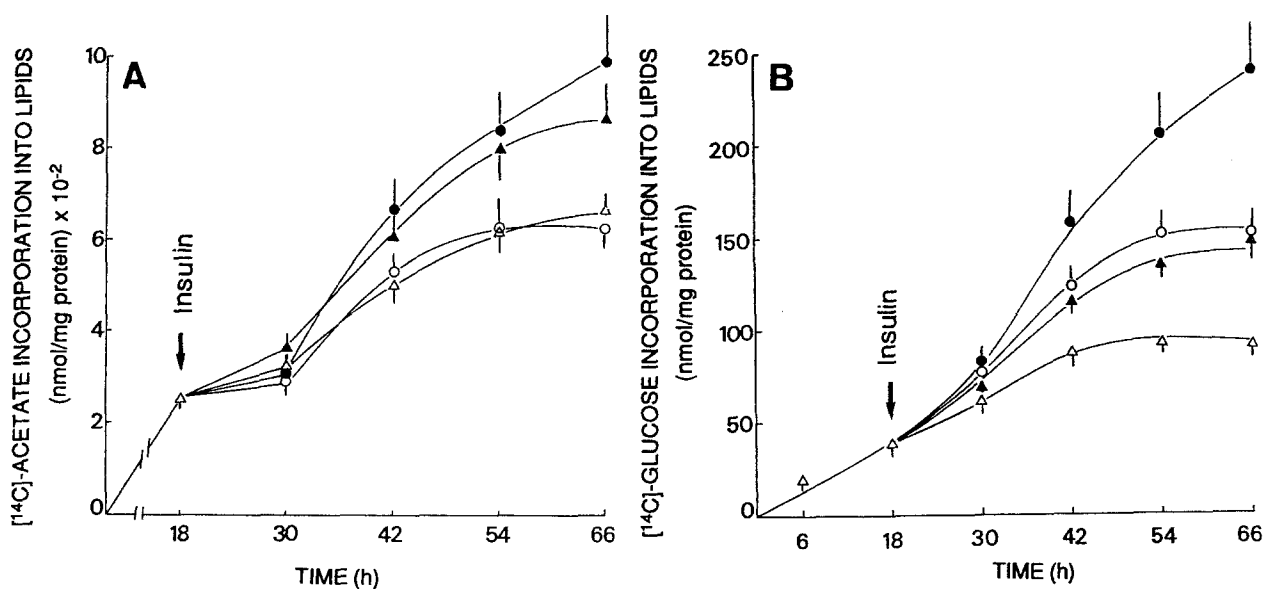 [14C]-ACETATE INCORPORATION INTO LIPIDS
(nmol/mg protein) x 10-2
A
10
8
6
4
2
0
Insulin
18
30
42
54
66
TIME (h)
[14C]-GLUCOSE INCORPORATION INTO LIPIDS
(nmol/mg protein)
B
250
200
150
100
50
0
Insulin
6
18
30
42
54
66
TIME (h)